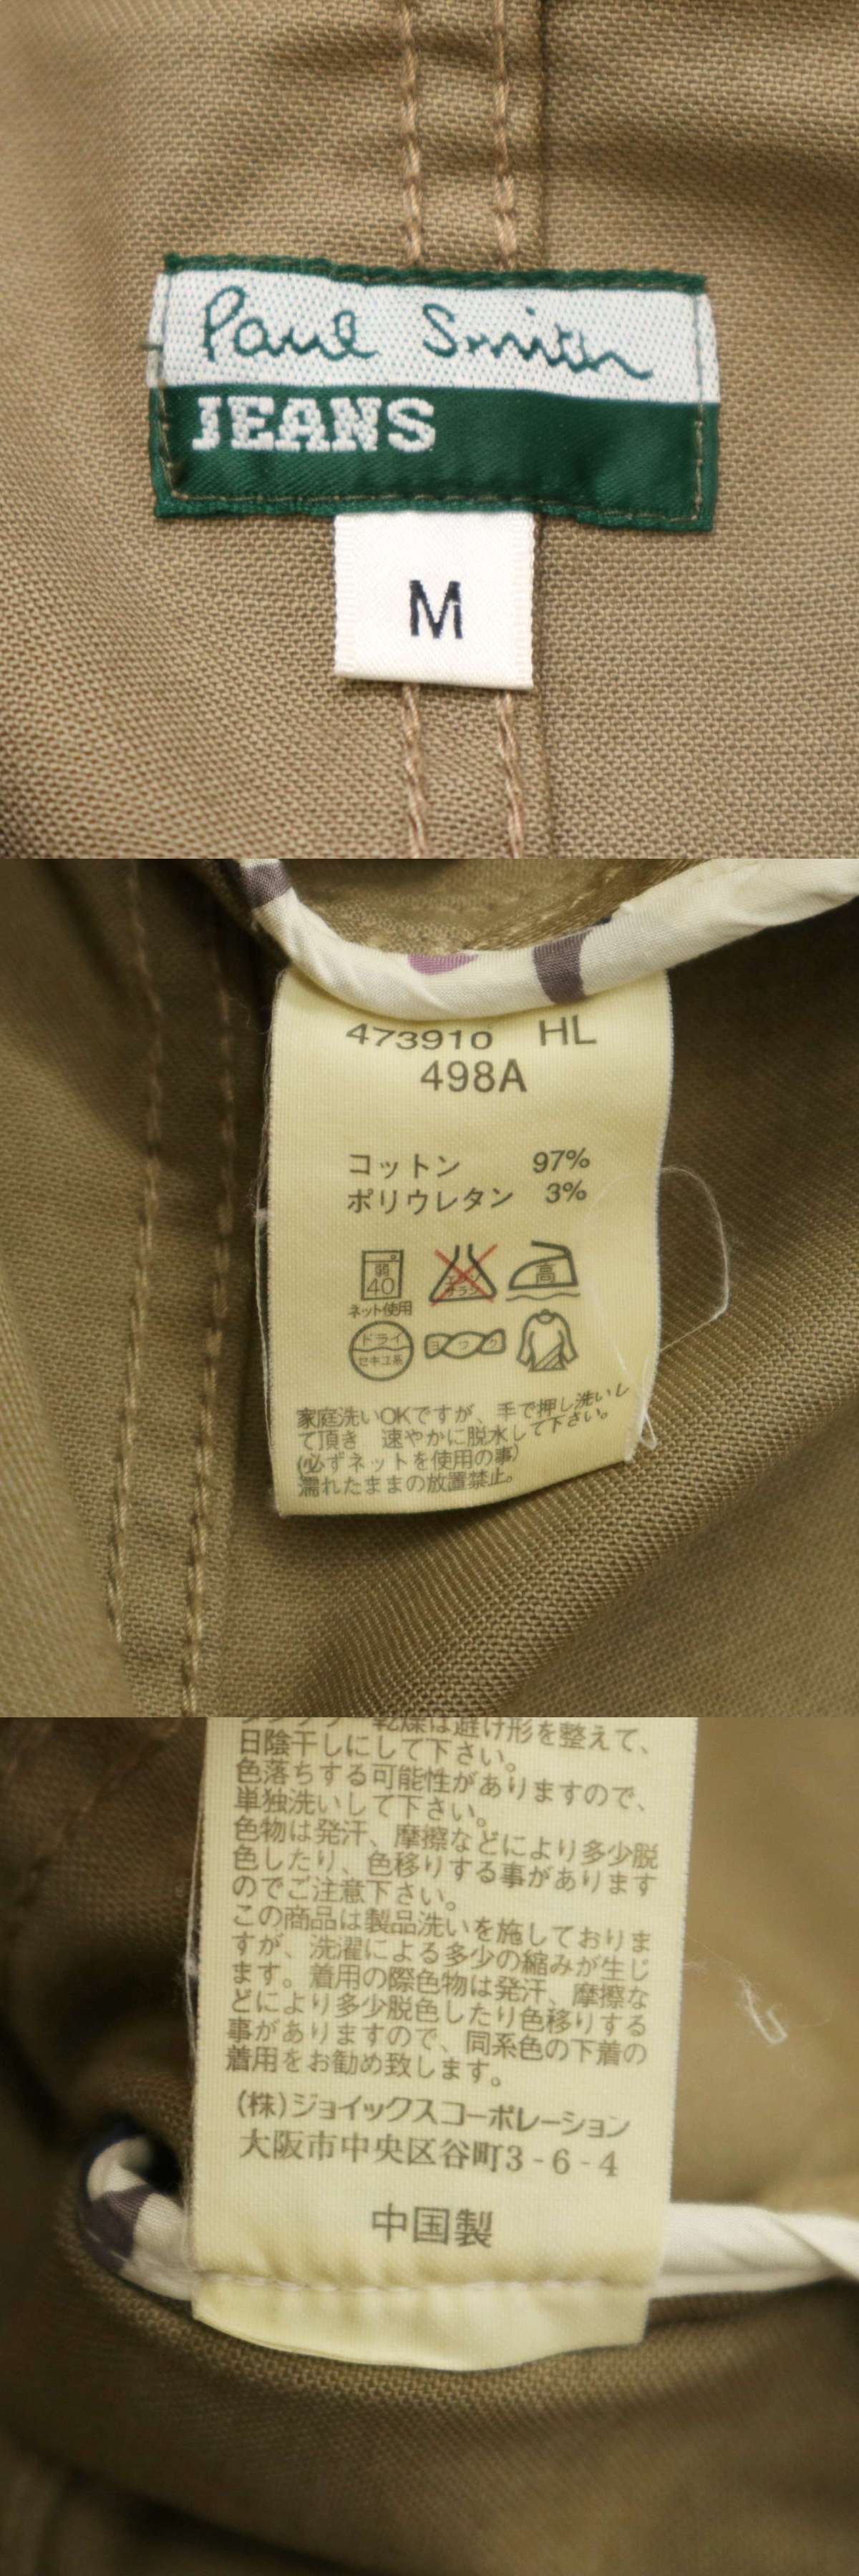 Paul Smith
JEANS
M
473910 HL
498A
コットン 97%
ポリウレタン 3%
弱
40
ネット使用
高
ドライ
セキユ系
家庭洗いOKですが、手で押し洗いし
て頂き 速やかに脱水して下さい。
(必ずネットを使用の事)
濡れたままの放置禁止。
乾燥は避け形を整えて、
日陰干しにして下さい。
色落ちする可能性がありますので、
単独洗いして下さい。
色物は発汗、摩擦などにより多少脱
色したり、色移りする事があります
のでご注意下さい。
この商品は製品洗いを施しておりま
すが、洗濯による多少の縮みが生じ
ます。着用の際色物は発汗、摩擦な
どにより多少脱色したり色移りする
事がありますので、同系色の下着の
着用をお勧め致します。
(株)ジョイックスコーポレーション
大阪市中央区谷町3-6-4
中国製